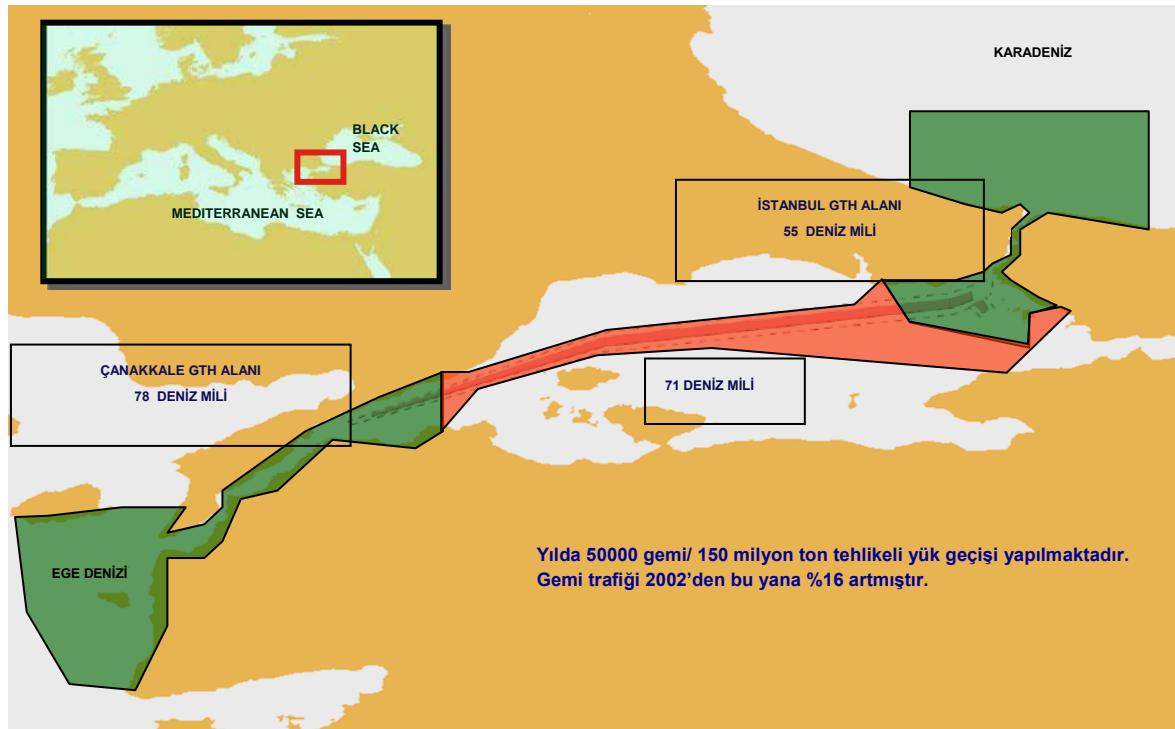 KARADENİZ
BLACK
SEA
MEDITERRANEAN SEA
İSTANBUL GTH ALANI
55 DENİZ MİLİ
ÇANAKKALE GTH ALANI
78 DENİZ MİLİ
71 DENİZ MİLİ
EGE DENİZİ
Yılda 50000 gemi/ 150 milyon ton tehlikeli yük geçişi yapılmaktadır.
Gemi trafiği 2002’den bu yana %16 artmıştır.